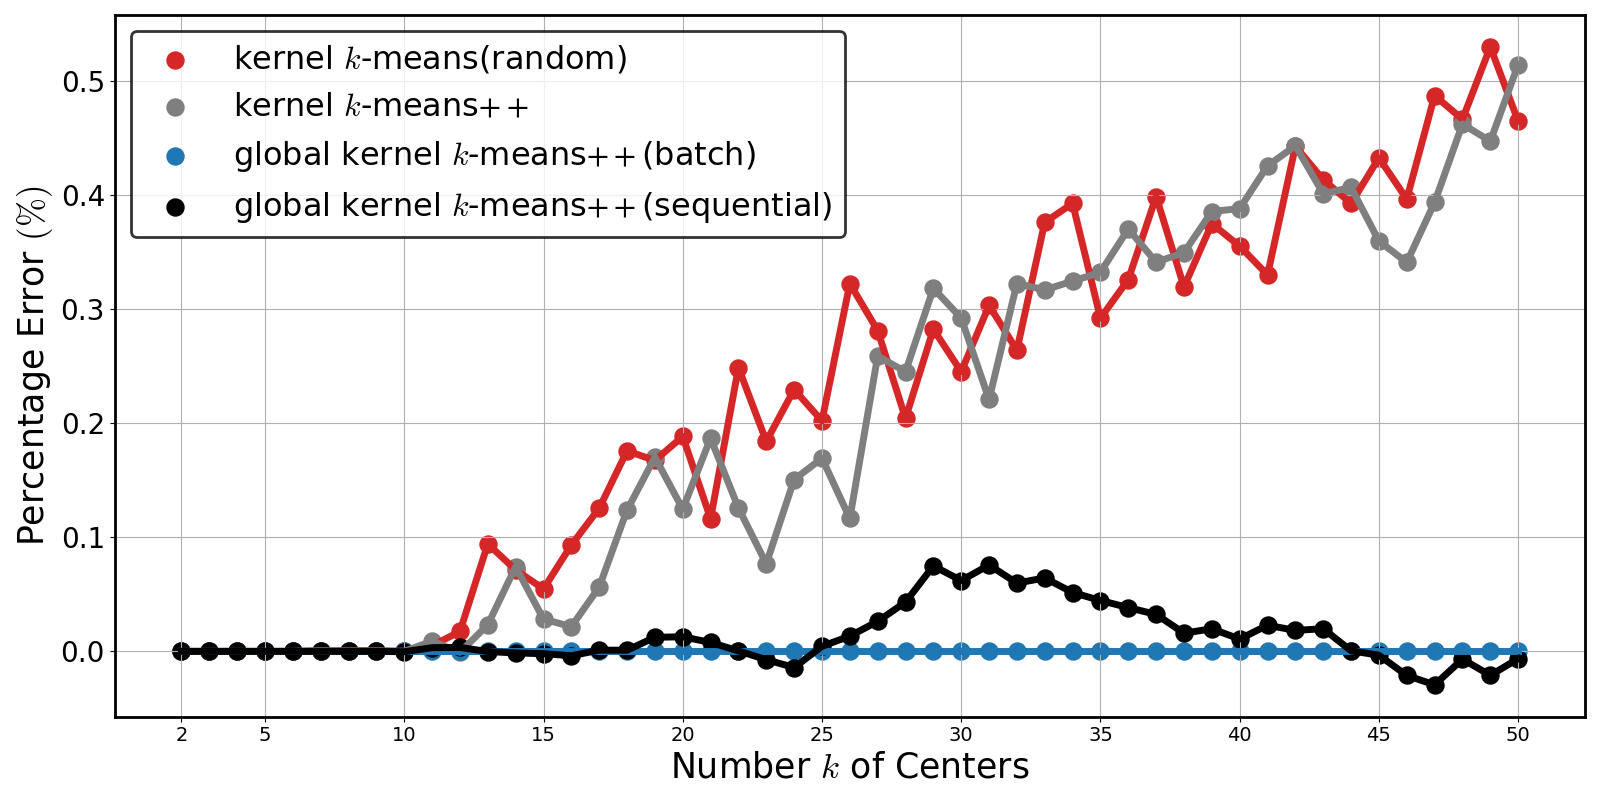 kernel k-means(random)
kernel k-means++
global kernel k-means++(batch)
global kernel k-means++(sequential)
Percentage Error (%)
0.5
0.4
0.3
0.2
0.1
0.0
2 5 10 15 20 25 30 35 40 45 50
Number k of Centers